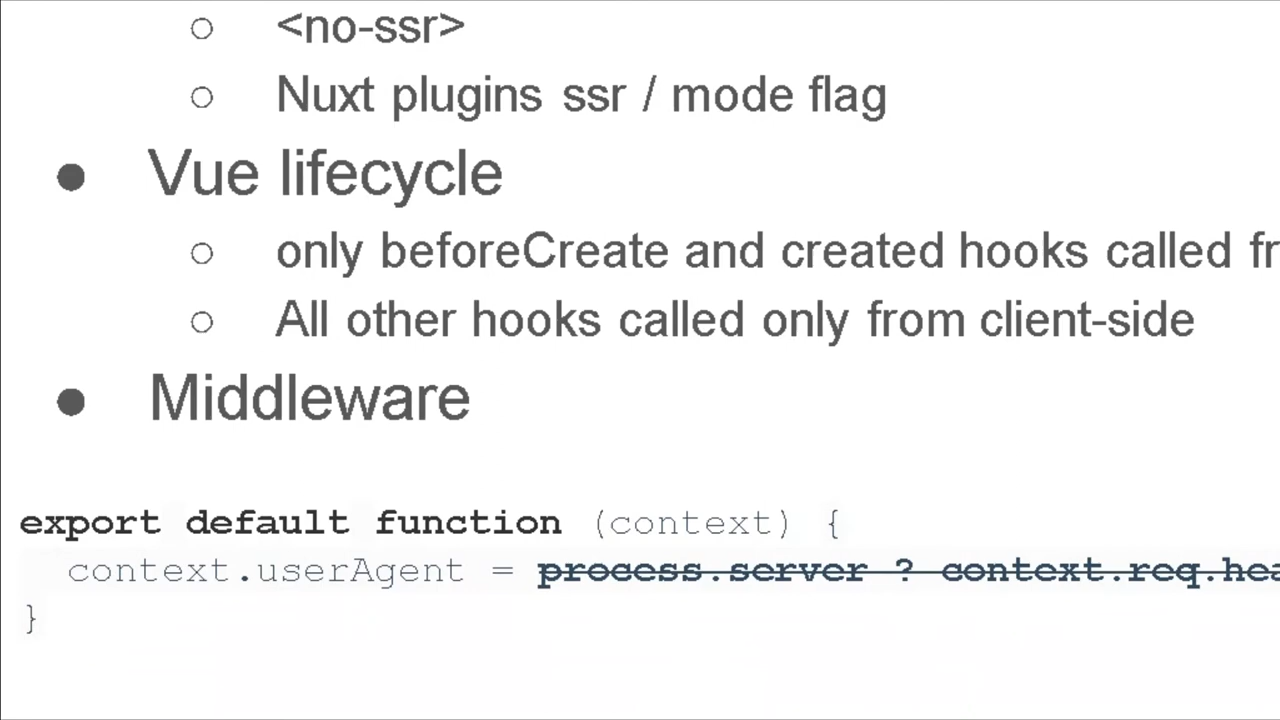 ○ <no-ssr>
○ Nuxt plugins ssr / mode flag
● Vue lifecycle
○ only beforeCreate and created hooks called fr
○ All other hooks called only from client-side
● Middleware
export default function (context) {
  context.userAgent = process.server ? context.req.hea
}